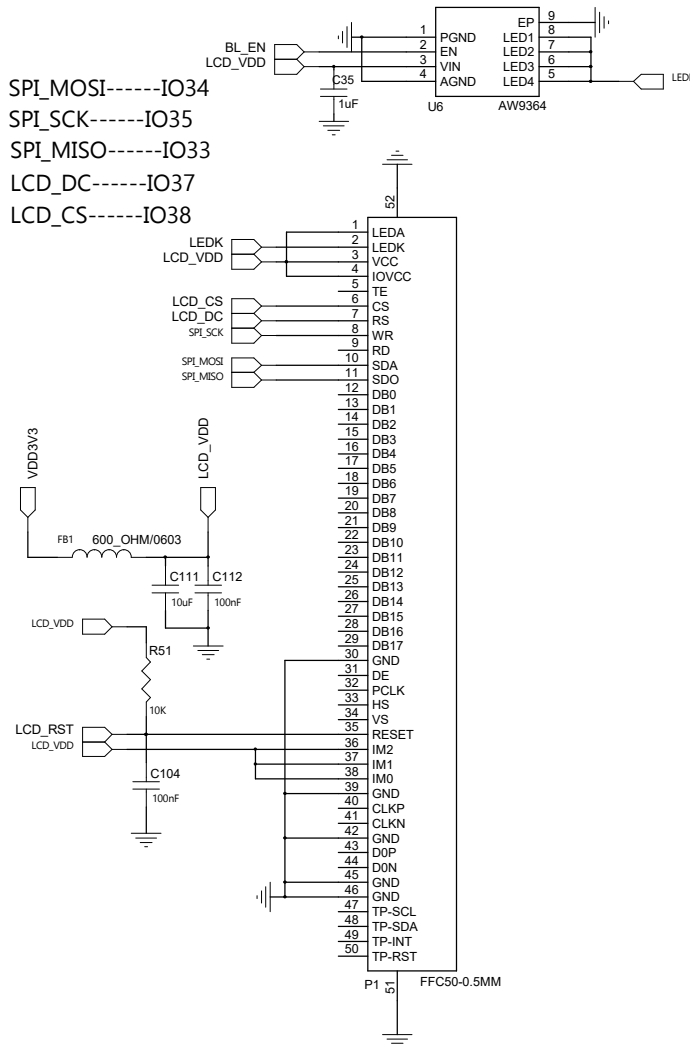 BL_EN
LCD_VDD
1 PGND
2 EN
3 VIN
4 AGND
EP 9
LED1 8
LED2 7
LED3 6
LED4 5
C35
1uF
U6 AW9364
SPI_MOSI------IO34
SPI_SCK------IO35
SPI_MISO------IO33
LCD_DC------IO37
LCD_CS------IO38
52
LEDK
LCD_VDD
LCD_CS
LCD_DC
SPI_SCK
SPI_MOSI
SPI_MISO
1 LEDA
2 LEDK
3 VCC
4 IOVCC
5 TE
6 CS
7 RS
8 WR
9 RD
10 SDA
11 SDO
12 DB0
13 DB1
14 DB2
15 DB3
16 DB4
17 DB5
18 DB6
19 DB7
20 DB8
21 DB9
22 DB10
23 DB11
24 DB12
25 DB13
26 DB14
27 DB15
28 DB16
29 DB17
30 GND
31 DE
32 PCLK
33 HS
34 VS
35 RESET
36 IM2
37 IM1
38 IM0
39 GND
40 CLKP
41 CLKN
42 GND
43 D0P
44 D0N
45 GND
46 GND
47 TP-SCL
48 TP-SDA
49 TP-INT
50 TP-RST
P1 51 FFC50-0.5MM
VDD3V3
LCD_VDD
FB1 600_OHM/0603
C111 C112
10uF 100nF
LCD_VDD
R51
10K
LCD_RST
LCD_VDD
C104
100nF